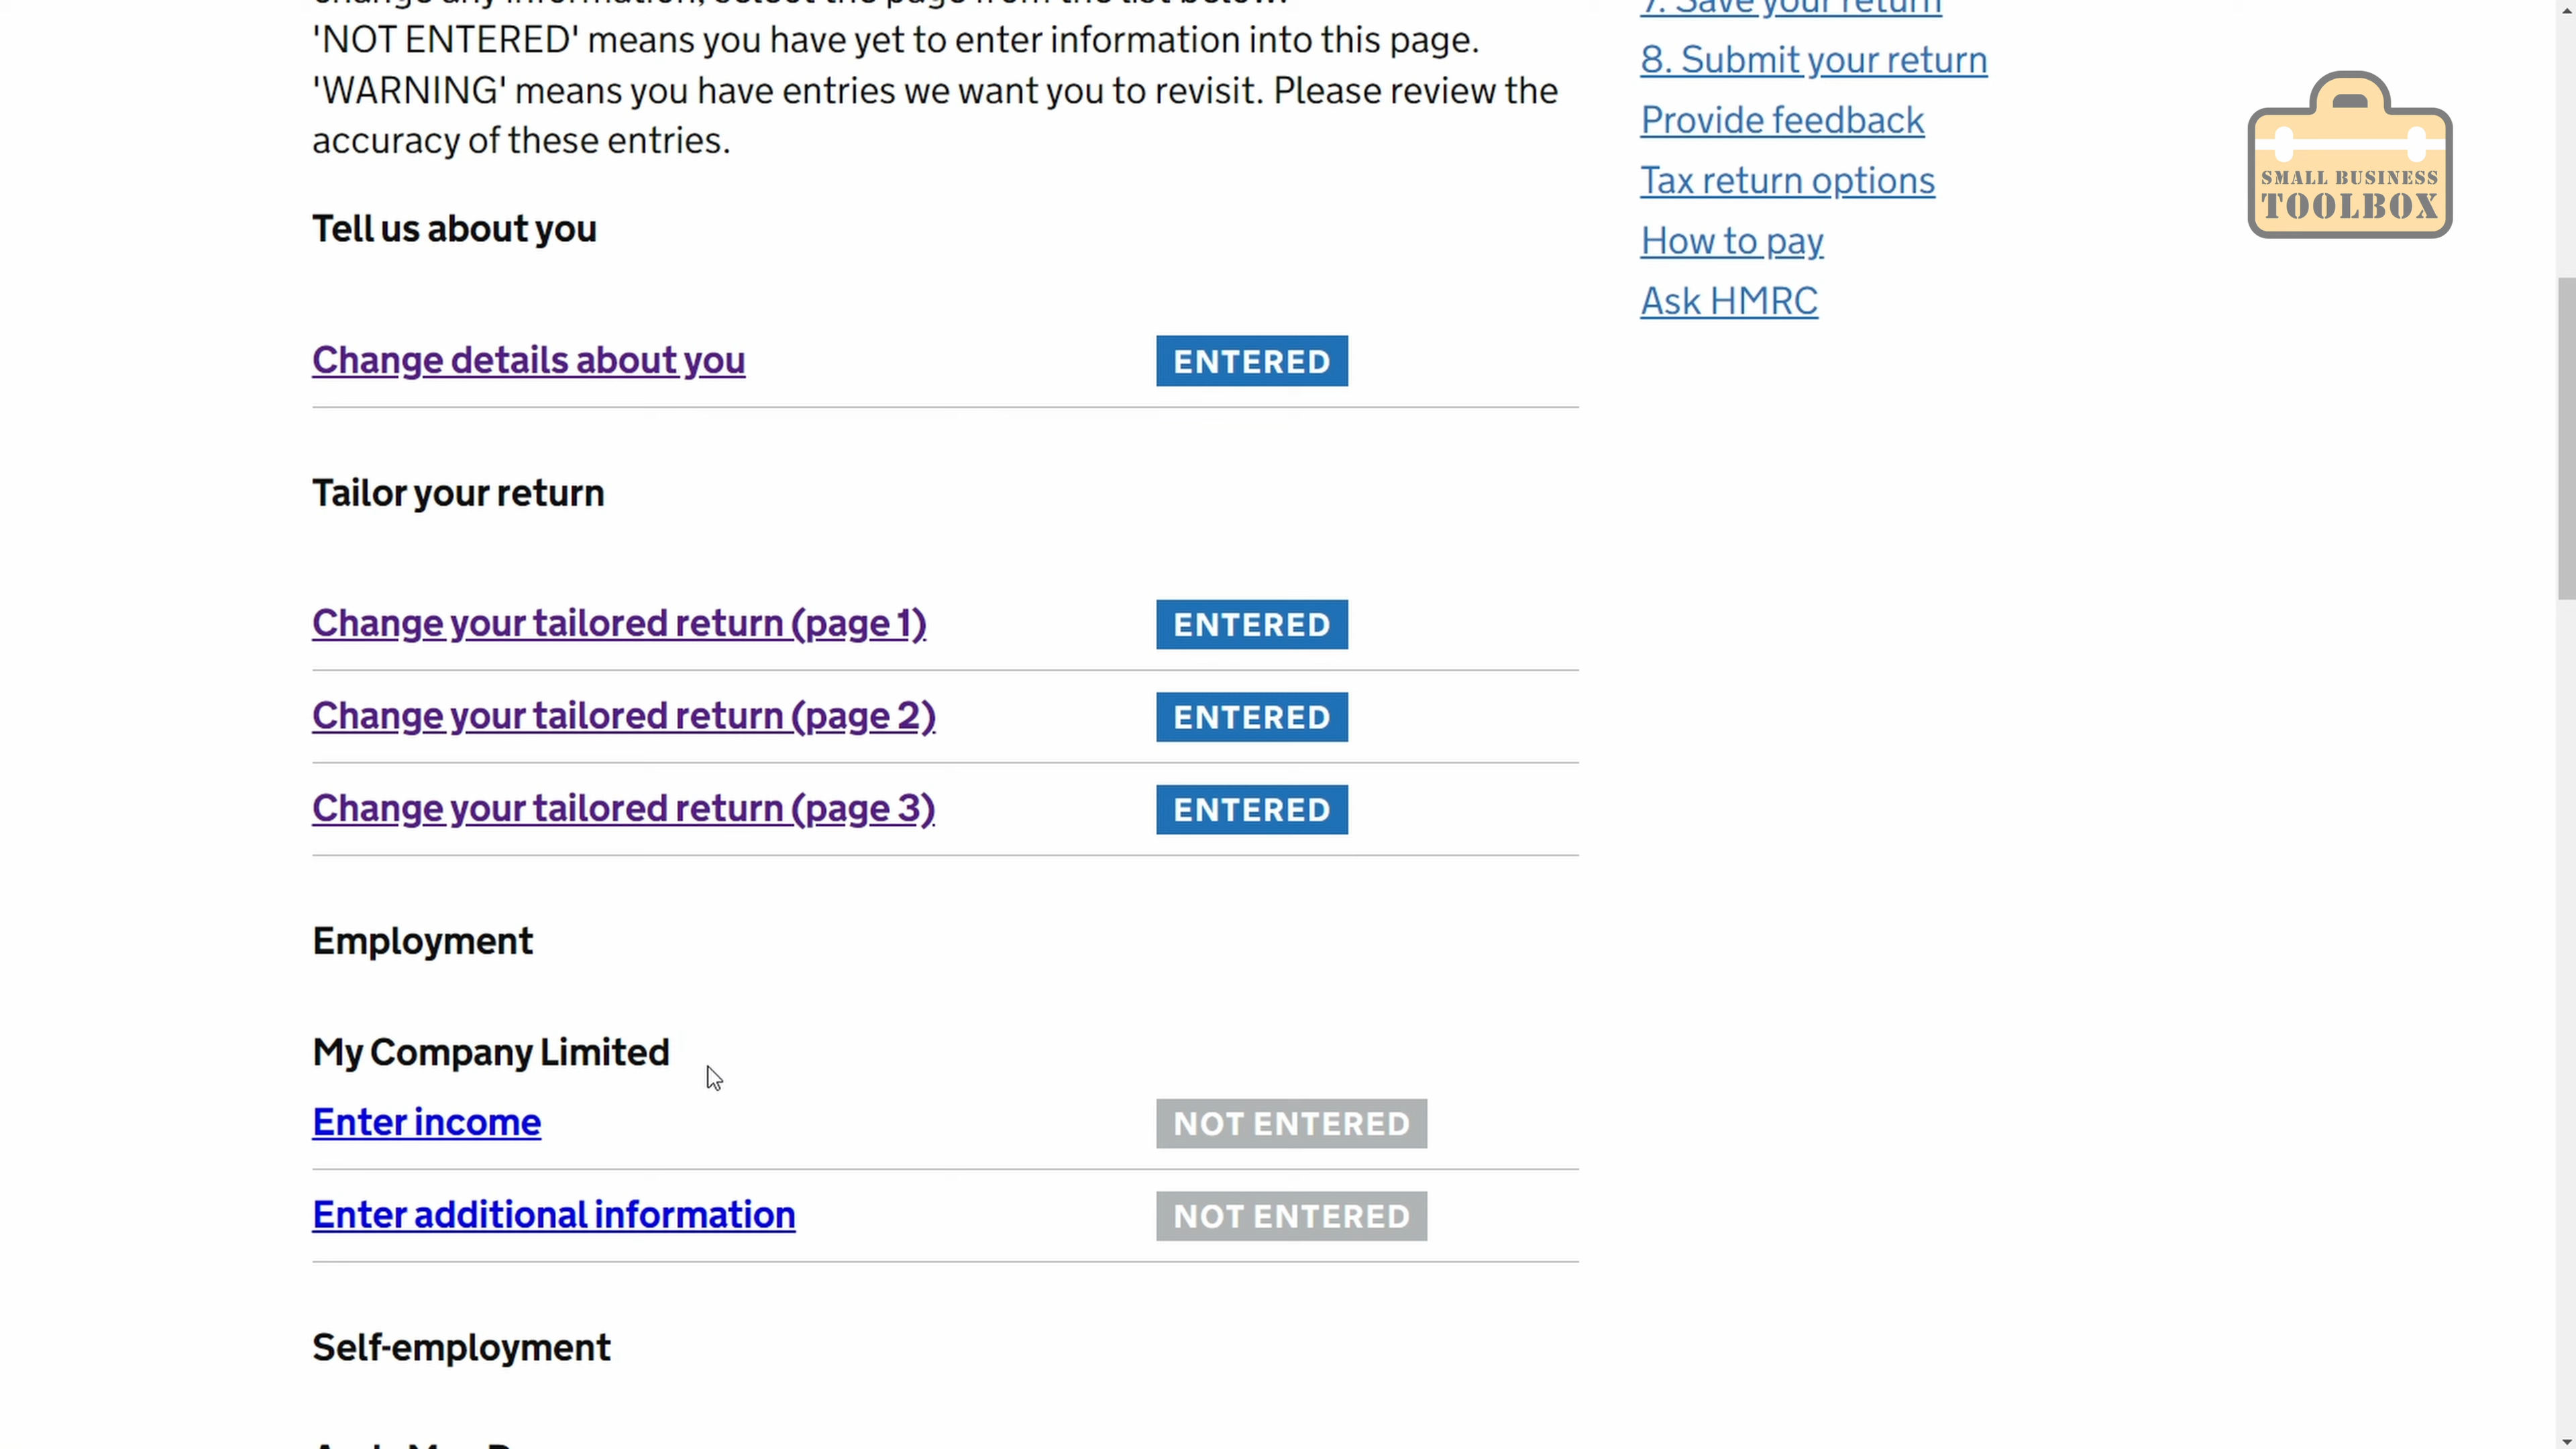 'NOT ENTERED' means you have yet to enter information into this page.
'WARNING' means you have entries we want you to revisit. Please review the
accuracy of these entries.
Tell us about you
Change details about you ENTERED
Tailor your return
Change your tailored return (page 1) ENTERED
Change your tailored return (page 2) ENTERED
Change your tailored return (page 3) ENTERED
Employment
My Company Limited
Enter income NOT ENTERED
Enter additional information NOT ENTERED
Self-employment
7. Save your return
8. Submit your return
Provide feedback
Tax return options
How to pay
Ask HMRC
SMALL BUSINESS
TOOLBOX